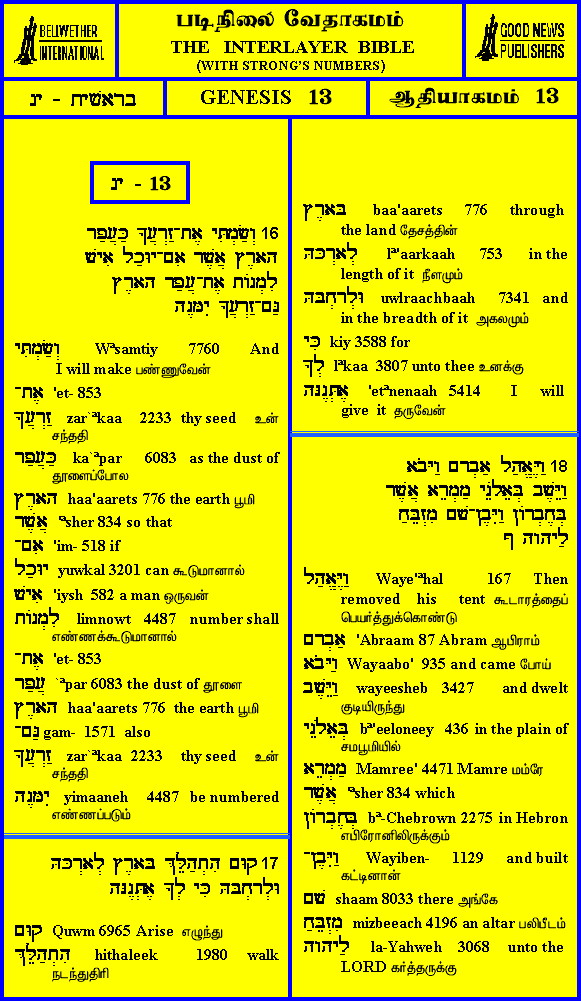 BELLWETHER
INTERNATIONAL
படிநிலை வேதாகமம்
THE INTERLAYER BIBLE
(WITH STRONG'S NUMBERS)
GOOD NEWS
PUBLISHERS
בראשית - יג
GENESIS 13
ஆதியாகமம் 13
יג - 13
16 וְשַׂמְתִּי אֶת־זַרְעֲךָ כַּעֲפַר
הָאָרֶץ אֲשֶׁר אִם־יוּכַל אִישׁ
לִמְנוֹת אֶת־עֲפַר הָאָרֶץ
גַּם־זַרְעֲךָ יִמָּנֶה
וְשַׂמְתִּי Wªsamtiy 7760 And
I will make பண்ணுவேன்
אֶת־ 'et- 853
זַרְעֲךָ zar`ªkaa 2233 thy seed உன்
சந்ததி
כַּעֲפַר ka`ªpar 6083 as the dust of
தூளைப்போல
הָאָרֶץ haa'aarets 776 the earth பூமி
אֲשֶׁר ªsher 834 so that
אִם־ 'im- 518 if
יוּכַל yuwkal 3201 can கூடுமானால்
אִישׁ 'iysh 582 a man ஒருவன்
לִמְנוֹת limnowt 4487 number shall
எண்ணக்கூடுமானால்
אֶת־ 'et- 853
עֲפַר `ªpar 6083 the dust of தூளை
הָאָרֶץ haa'aarets 776 the earth பூமி
גַּם־ gam- 1571 also
זַרְעֲךָ zar`ªkaa 2233 thy seed உன்
சந்ததி
יִמָּנֶה yimaaneh 4487 be numbered
எண்ணப்படும்
17 קוּם הִתְהַלֵּךְ בָּאָרֶץ לְאָרְכָּהּ
וּלְרָחְבָּהּ כִּי לְךָ אֶתְּנֶנָּה
קוּם Quwm 6965 Arise எழுந்து
הִתְהַלֵּךְ hithaleek 1980 walk
நடந்துதிரி
בָּאָרֶץ baa'aarets 776 through
the land தேசத்தின்
לְאָרְכָּהּ lª'aarkaah 753 in the
length of it நீளமும்
וּלְרָחְבָּהּ uwlraachbaah 7341 and
in the breadth of it அகலமும்
כִּי kiy 3588 for
לְךָ lªkaa 3807 unto thee உனக்கு
אֶתְּנֶנָּה 'etªnenaah 5414 I will
give it தருவேன்
18 וַיֶּאֱהַל אַבְרָם וַיָּבֹא
וַיֵּשֶׁב בְּאֵלֹנֵי מַמְרֵא אֲשֶׁר
בְּחֶבְרוֹן וַיִּבֶן־שָׁם מִזְבֵּחַ
לַיהוָה ף
וַיֶּאֱהַל Waye'ªhal 167 Then
removed his tent கூடாரத்தைப்
பெயர்த்துக்கொண்டு
אַבְרָם 'Abraam 87 Abram ஆபிராம்
וַיָּבֹא Wayaabo' 935 and came போய்
וַיֵּשֶׁב wayeesheb 3427 and dwelt
குடியிருந்து
בְּאֵלֹנֵי bª'eeloneey 436 in the plain of
சமபூமியில்
מַמְרֵא Mamree' 4471 Mamre மம்ரே
אֲשֶׁר ªsher 834 which
בְּחֶבְרוֹן bª-Chebrown 2275 in Hebron
எபிரோனிலிருக்கும்
וַיִּבֶן־ Wayiben- 1129 and built
கட்டினான்
שָׁם shaam 8033 there அங்கே
מִזְבֵּחַ mizbeeach 4196 an altar பலிபீடம்
לַיהוָה la-Yahweh 3068 unto the
LORD கர்த்தருக்கு